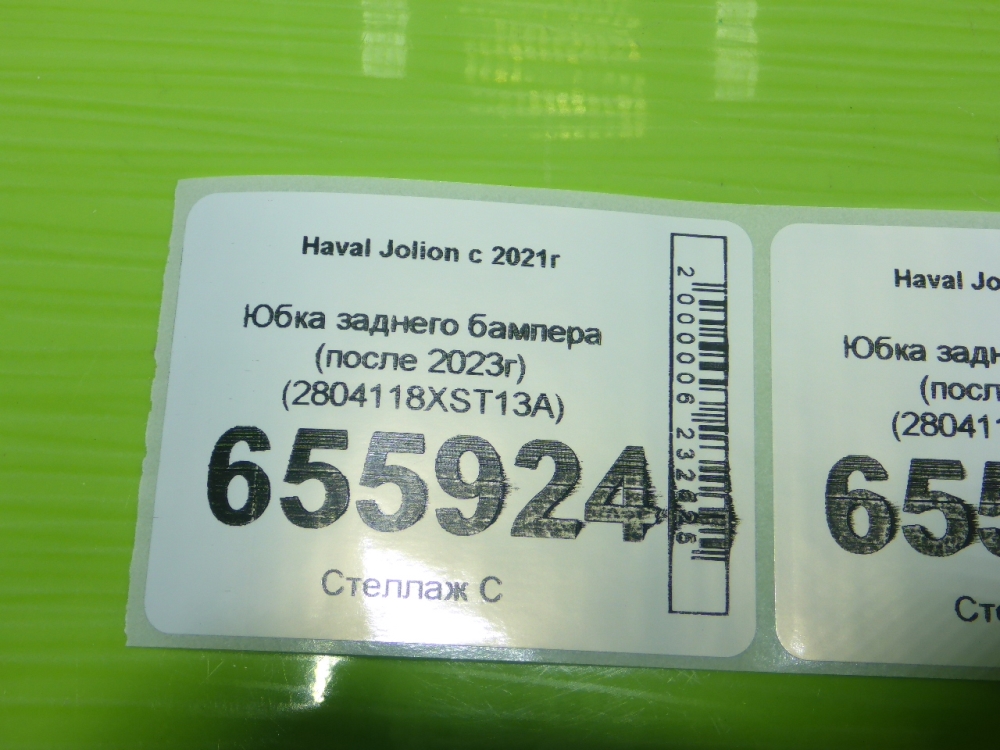 Haval Jolion с 2021г
Юбка заднего бампера
(после 2023г)
(2804118XST13A)
655924
Стеллаж С
Haval Jo
Юбка задн
(посл
(28041
655
Сте